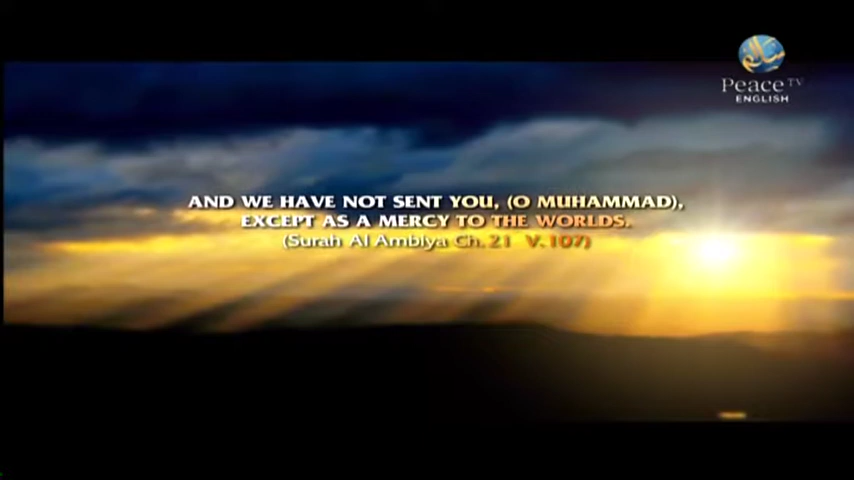 Peace TV
ENGLISH
AND WE HAVE NOT SENT YOU, (O MUHAMMAD),
EXCEPT AS A MERCY TO THE WORLDS.
(Surah Al Ambiya Ch. 21 V. 107)